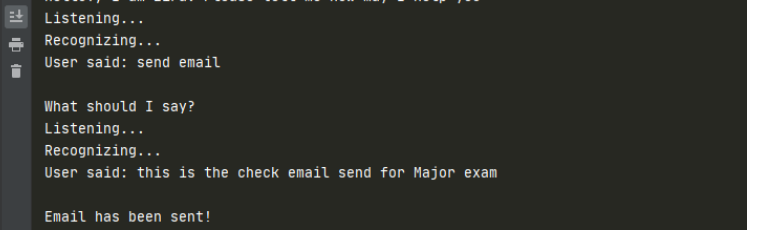 Listening...
Recognizing...
User said: send email
What should I say?
Listening...
Recognizing...
User said: this is the check email send for Major exam
Email has been sent!